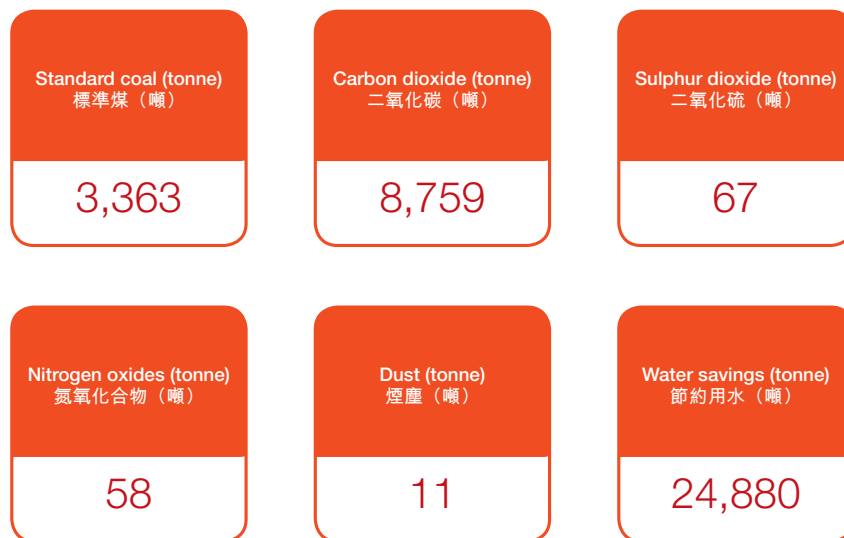 Standard coal (tonne)
標準煤（噸）
3,363
Carbon dioxide (tonne)
二氧化碳（噸）
8,759
Sulphur dioxide (tonne)
二氧化硫（噸）
67
Nitrogen oxides (tonne)
氮氧化合物（噸）
58
Dust (tonne)
煙塵（噸）
11
Water savings (tonne)
節約用水（噸）
24,880